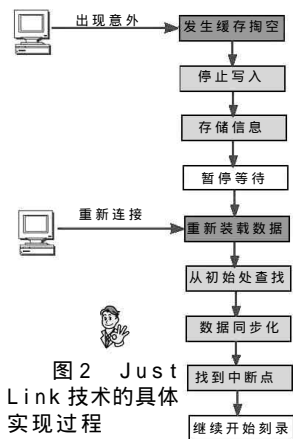 出现意外
发生缓存掏空
停止写入
存储信息
暂停等待
重新连接
重新装载数据
从初始处查找
数据同步化
找到中断点
继续开始刻录
图2 Just
Link技术的具体
实现过程